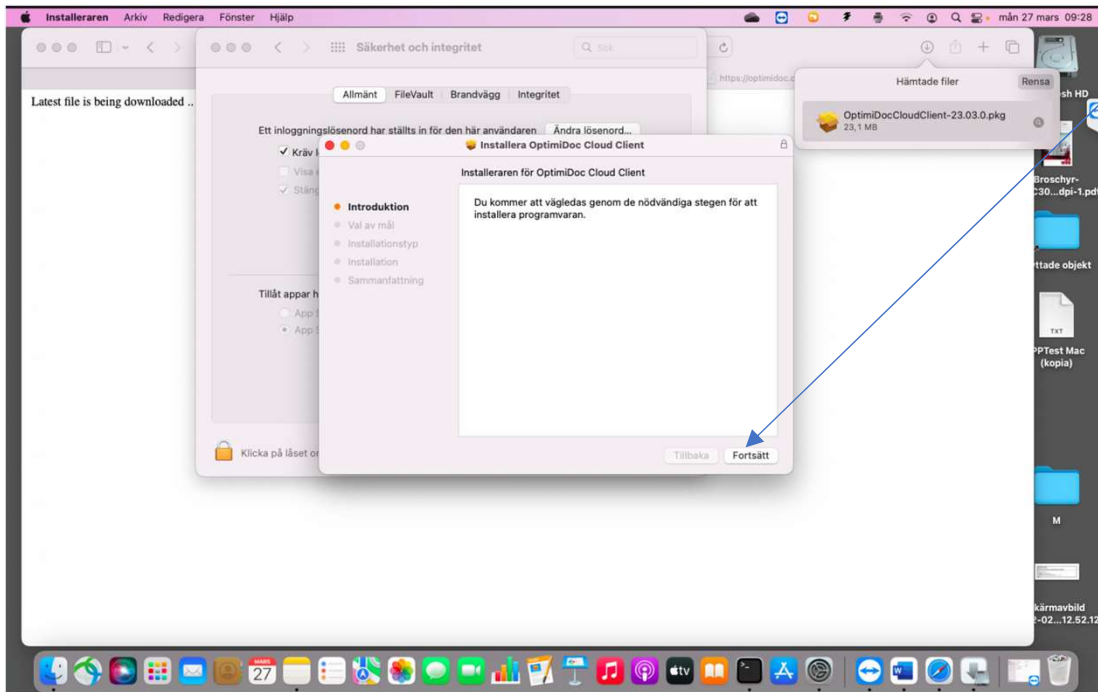 Installeraren Arkiv Redigera Fönster Hjälp
mån 27 mars 09:28
Säkerhet och integritet
Sök
https://optimidoc.c
Hämtade filer
Rensa
OptimiDocCloudClient-23.03.0.pkg
23,1 MB
Latest file is being downloaded ..
Allmänt FileVault Brandvägg Integritet
Ett inloggningslösenord har ställts in för den här användaren
Ändra lösenord...
Kräv
Visa
Stäng
Tillåt appar h
App
App
Klicka på låset or
Installera OptimiDoc Cloud Client
Installeraren för OptimiDoc Cloud Client
Introduktion
Val av mål
Installationstyp
Installation
Sammanfattning
Du kommer att vägledas genom de nödvändiga stegen för att
installera programvaran.
Tillbaka
Fortsätt
sh HD
Broschyr-
C30...dpi-1.pdf
ttade objekt
TXT
PPTest Mac
(kopia)
M
kärmavbild
2-02...12.52.12
MARS
27
tv